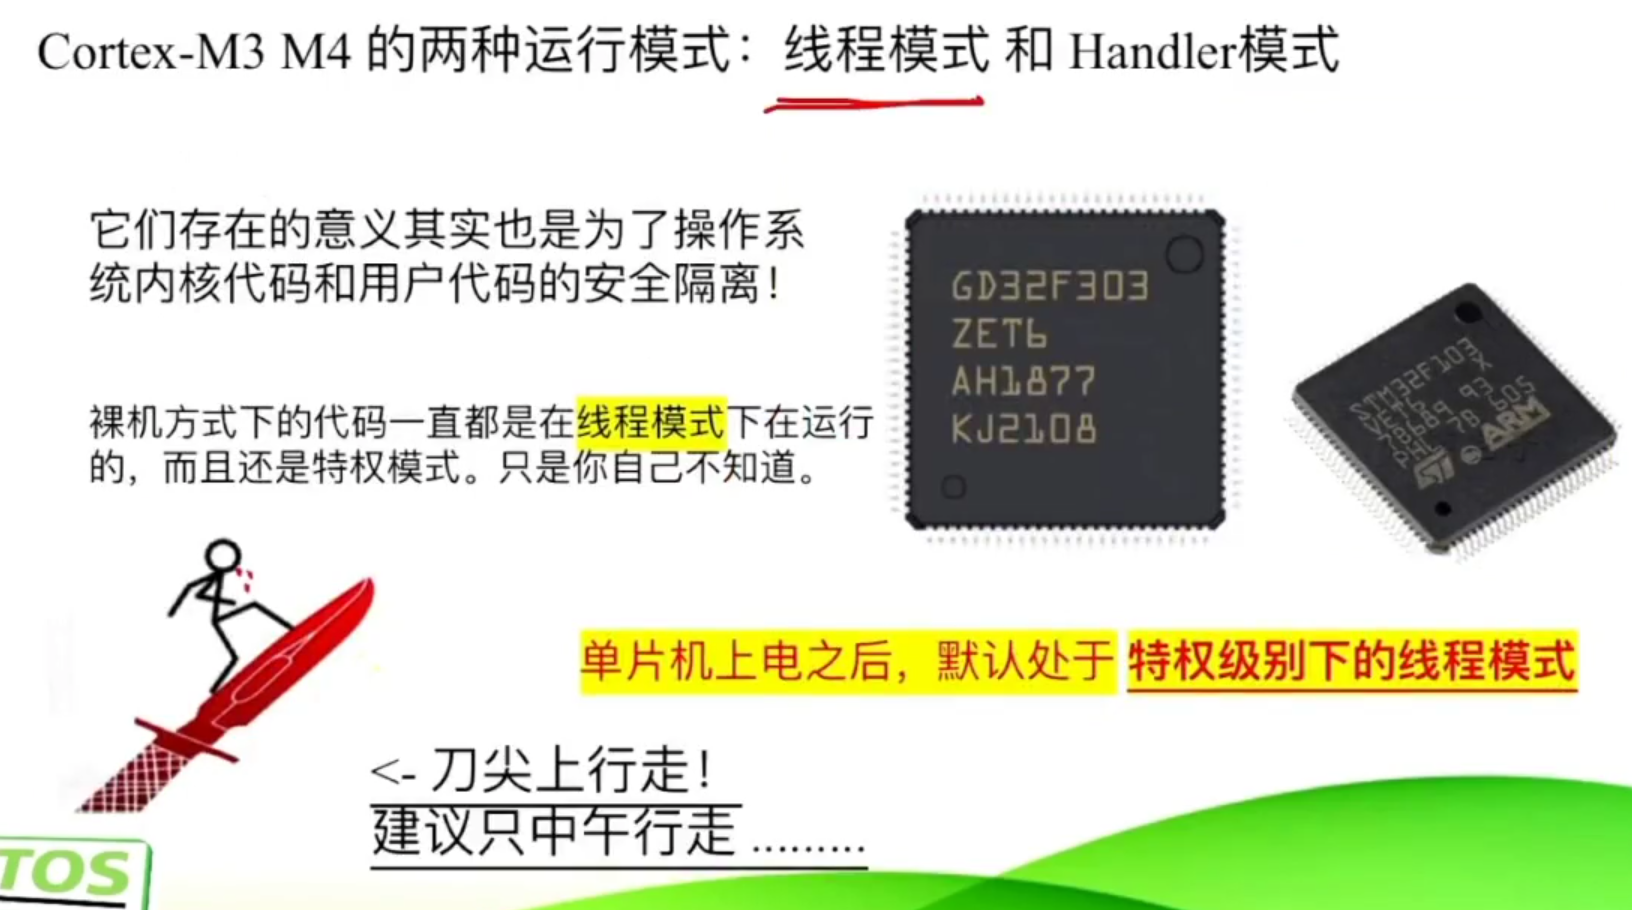 Cortex-M3 M4 的两种运行模式：线程模式 和 Handler模式
它们存在的意义其实也是为了操作系
统内核代码和用户代码的安全隔离！
裸机方式下的代码一直都是在线程模式下在运行
的，而且还是特权模式。只是你自己不知道。
GD32F303
ZET6
AH1877
KJ2108
STM32F103
ARM
单片机上电之后，默认处于 特权级别下的线程模式
<- 刀尖上行走！
建议只中午行走 .........
TOS